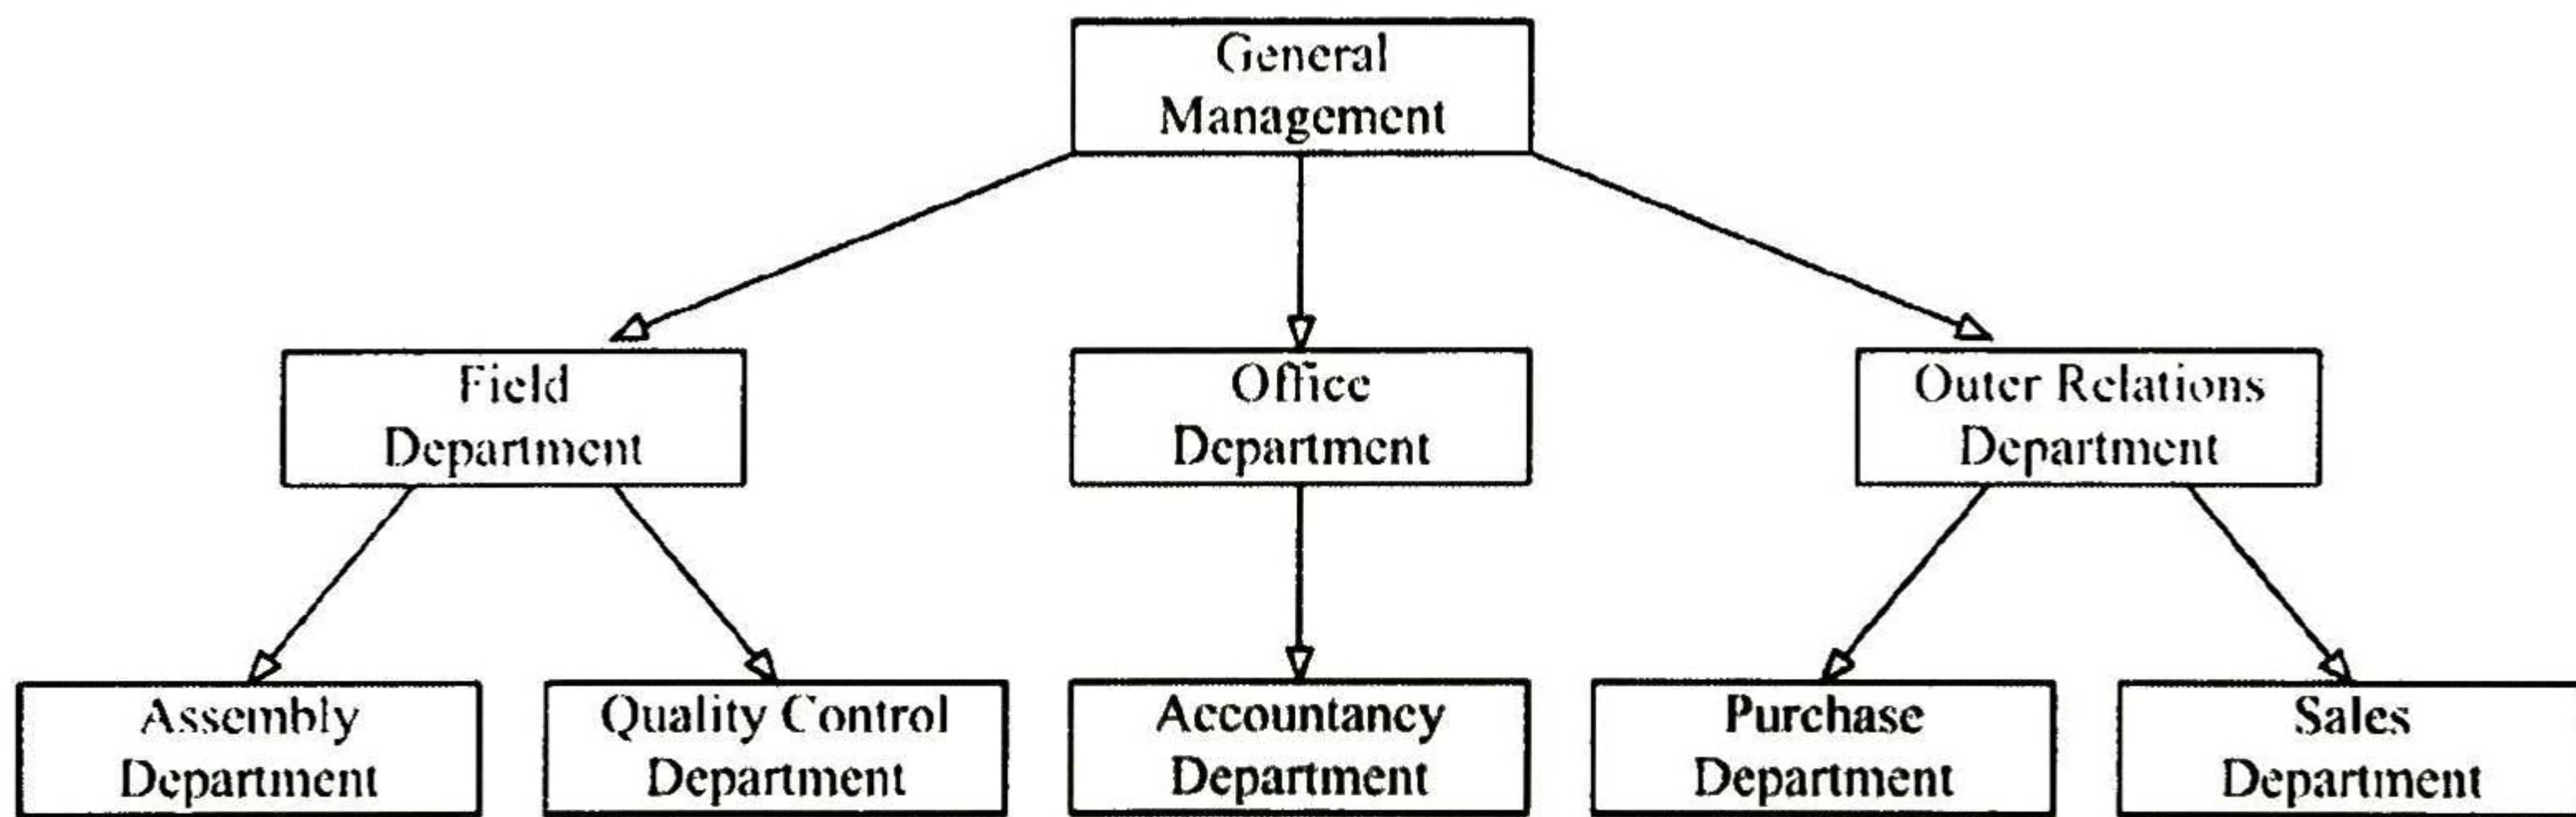 General
Management
Field
Department
Office
Department
Outer Relations
Department
Assembly
Department
Quality Control
Department
Accountancy
Department
Purchase
Department
Sales
Department